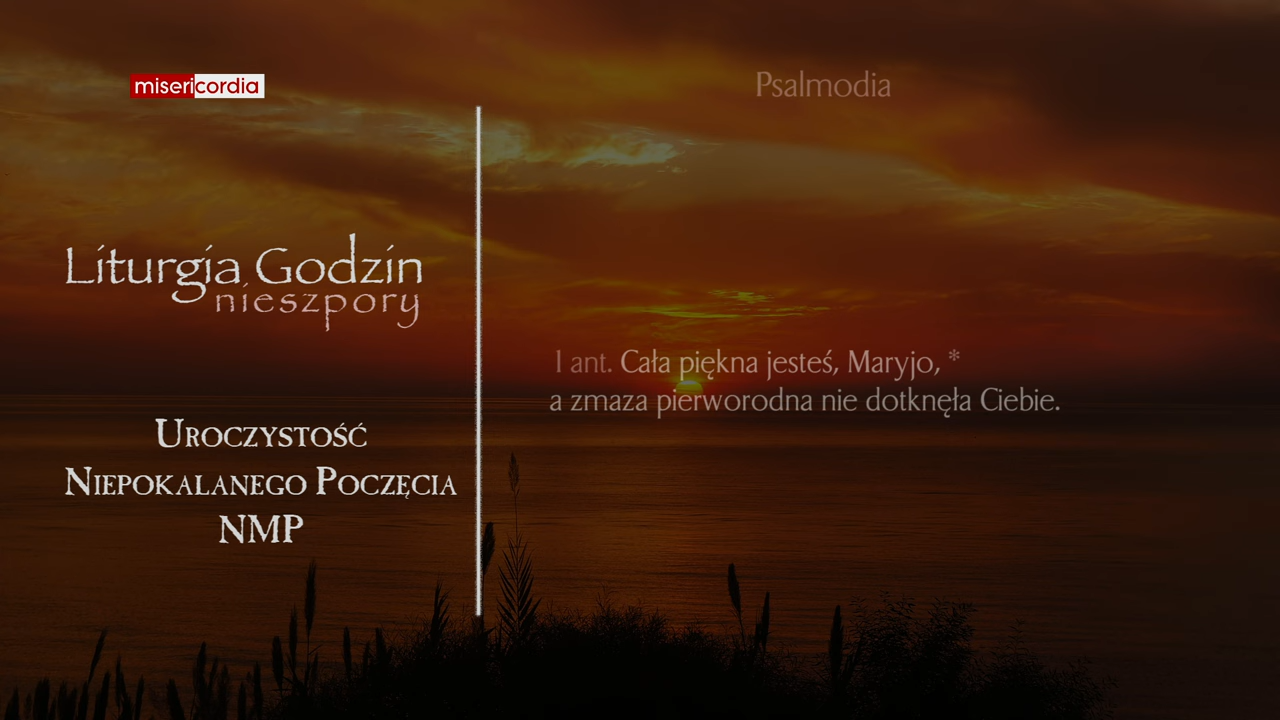 misericordia
Liturgia Godzin
nieszpory
Uroczystość
Niepokalanego Poczęcia
NMP
Psalmodia
1 ant. Cała piękna jesteś, Maryjo, *
a zmaza pierworodna nie dotknęła Ciebie.